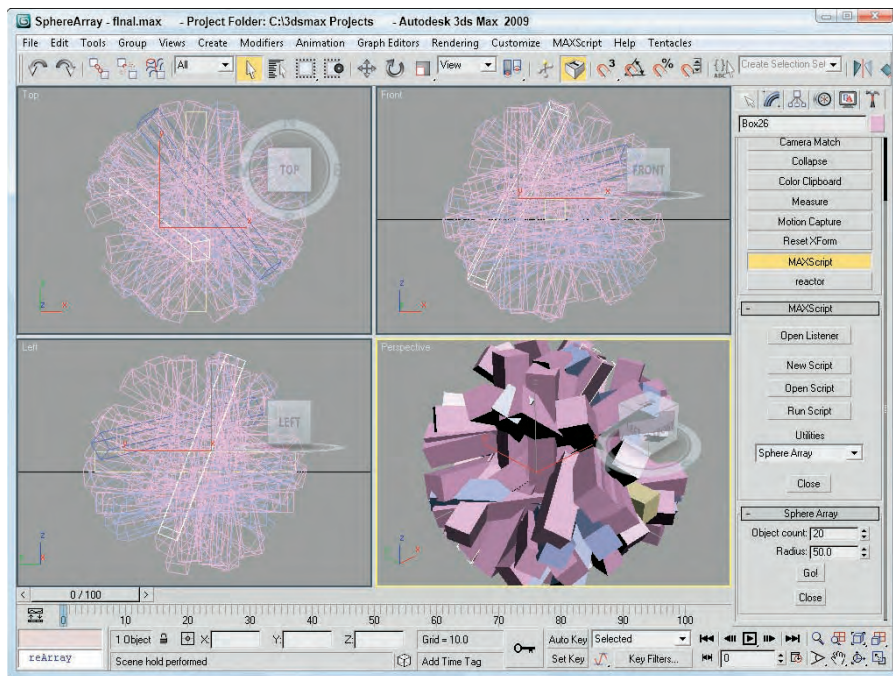 SphereArray - final.max - Project Folder: C:\3dsmax Projects - Autodesk 3ds Max 2009
File Edit Tools Group Views Create Modifiers Animation Graph Editors Rendering Customize MAXScript Help Tentacles
All View Create Selection Set
Top
TOP
Front
FRONT
Box26
Camera Match
Collapse
Color Clipboard
Measure
Motion Capture
Reset XForm
MAXScript
reactor
- MAXScript
Open Listener
New Script
Open Script
Run Script
Utilities
Sphere Array
Close
- Sphere Array
Object count: 20
Radius: 50.0
Go!
Close
Left
LEFT
Perspective
< 0 / 100 >
0 10 20 30 40 50 60 70 80 90 100
1 Object X: Y: Z: Grid = 10.0 Auto Key Selected
reArray Scene hold performed Add Time Tag Set Key Key Filters... 0